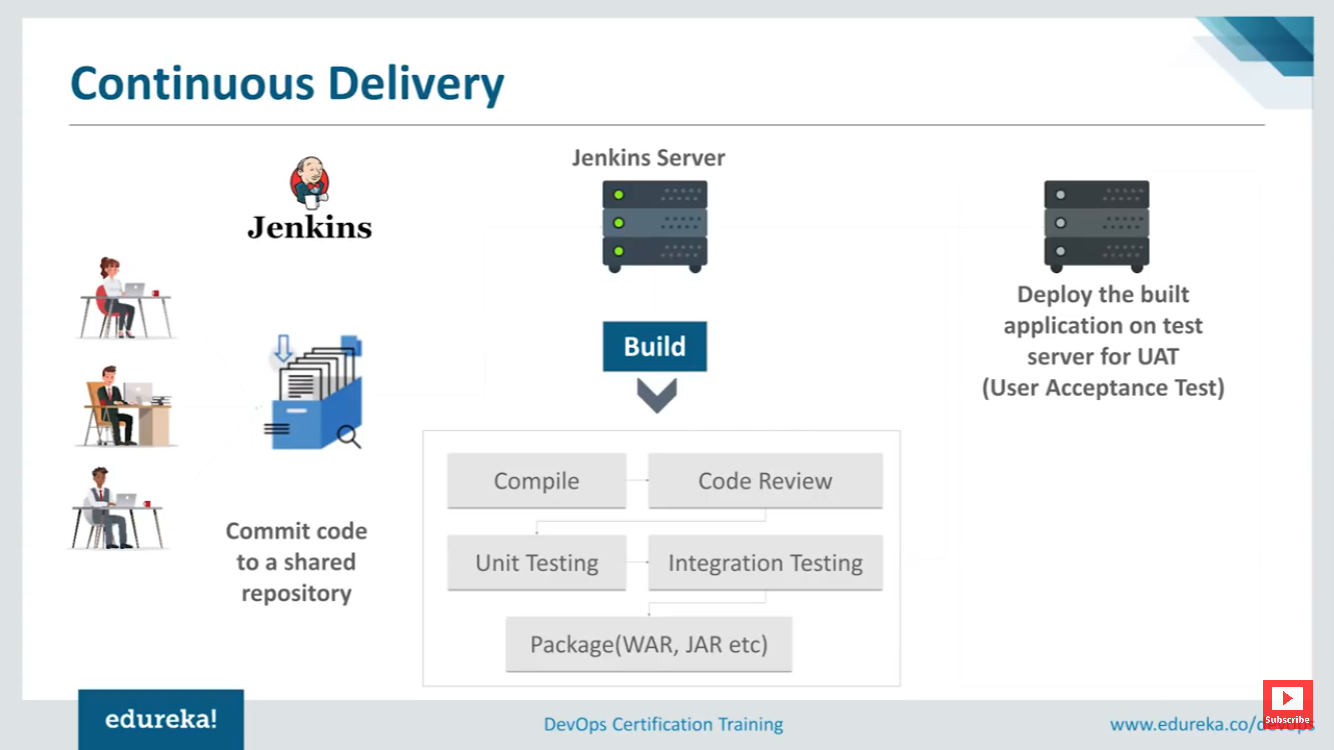 Continuous Delivery
Jenkins
Jenkins Server
Build
Compile
Code Review
Unit Testing
Integration Testing
Package(WAR, JAR etc)
Commit code
to a shared
repository
Deploy the built
application on test
server for UAT
(User Acceptance Test)
edureka!
DevOps Certification Training
www.edureka.co/devops
Subscribe